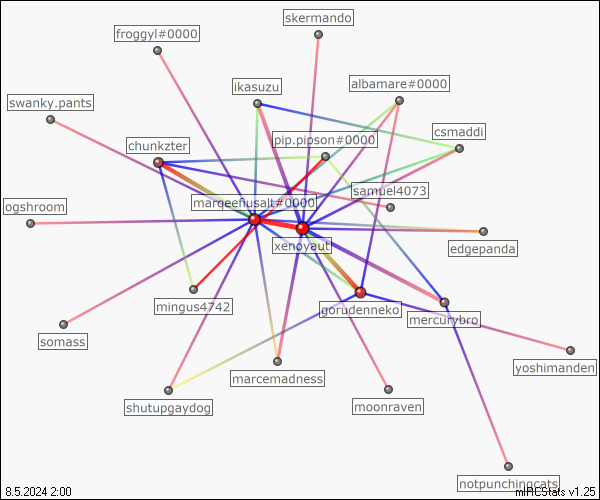 skermando
froggyl#0000
ikasuzu
albamare#0000
swanky.pants
csmaddi
pip.pipson#0000
chunkzter
samuel4073
marqeefusalt#0000
ogshroom
xenoyaut
edgepanda
mingus4742
gorudenneko
mercurybro
somass
yoshimanden
marcemadness
shutupgaydog
moonraven
notpunchingcats
8.5.2024 2:00
mIRCStats v1.25